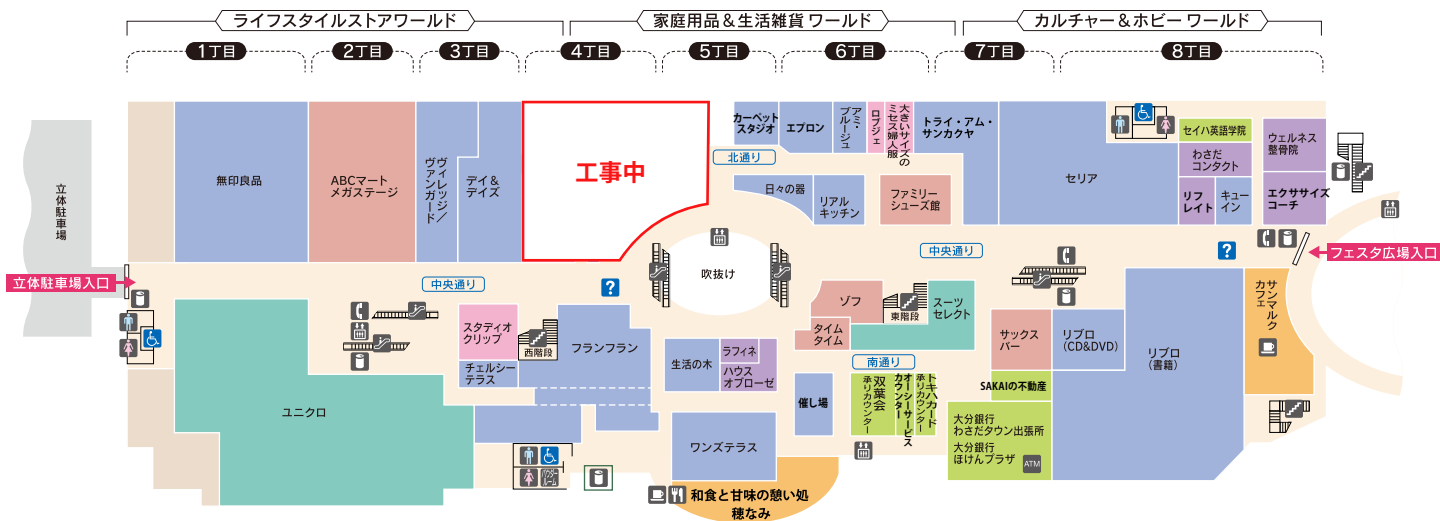 ライフスタイルストアワールド
家庭用品&生活雑貨 ワールド
カルチャー&ホビー ワールド
1丁目
2丁目
3丁目
4丁目
5丁目
6丁目
7丁目
8丁目
立体駐車場
無印良品
ABCマート
メガステージ
ヴィレッジ/
ヴァンガード
デイ&
デイズ
工事中
カーペット
スタジオ
エプロン
アミ・
ブルージュ
ロプジェ
大きいサイズの
ミセス婦人服
トライ・アム・
サンカクヤ
セリア
セイハ英語学院
わさだ
コンタクト
リフ
レイト
キュー
イン
ウェルネス
整骨院
エクササイズ
コーチ
北通り
日々の器
リアル
キッチン
ファミリー
シューズ館
中央通り
吹抜け
フェスタ広場入口
立体駐車場入口
中央通り
?
?
スタディオ
クリップ
チェルシー
テラス
西階段
フランフラン
ユニクロ
パウダー
ルーム
生活の木
ラフィネ
ハウス
オブローゼ
ワンズテラス
和食と甘味の憩い処
穂なみ
ゾフ
タイム
タイム
東階段
スーツ
セレクト
南通り
催し場
双葉会
承りカウンター
オーシーサービス
カウンター
トキハカード
承りカウンター
サックス
バー
リブロ
(CD&DVD)
リブロ
(書籍)
SAKAIの不動産
大分銀行
わさだタウン出張所
大分銀行
ほけんプラザ
ATM
サンマルク
カフェ